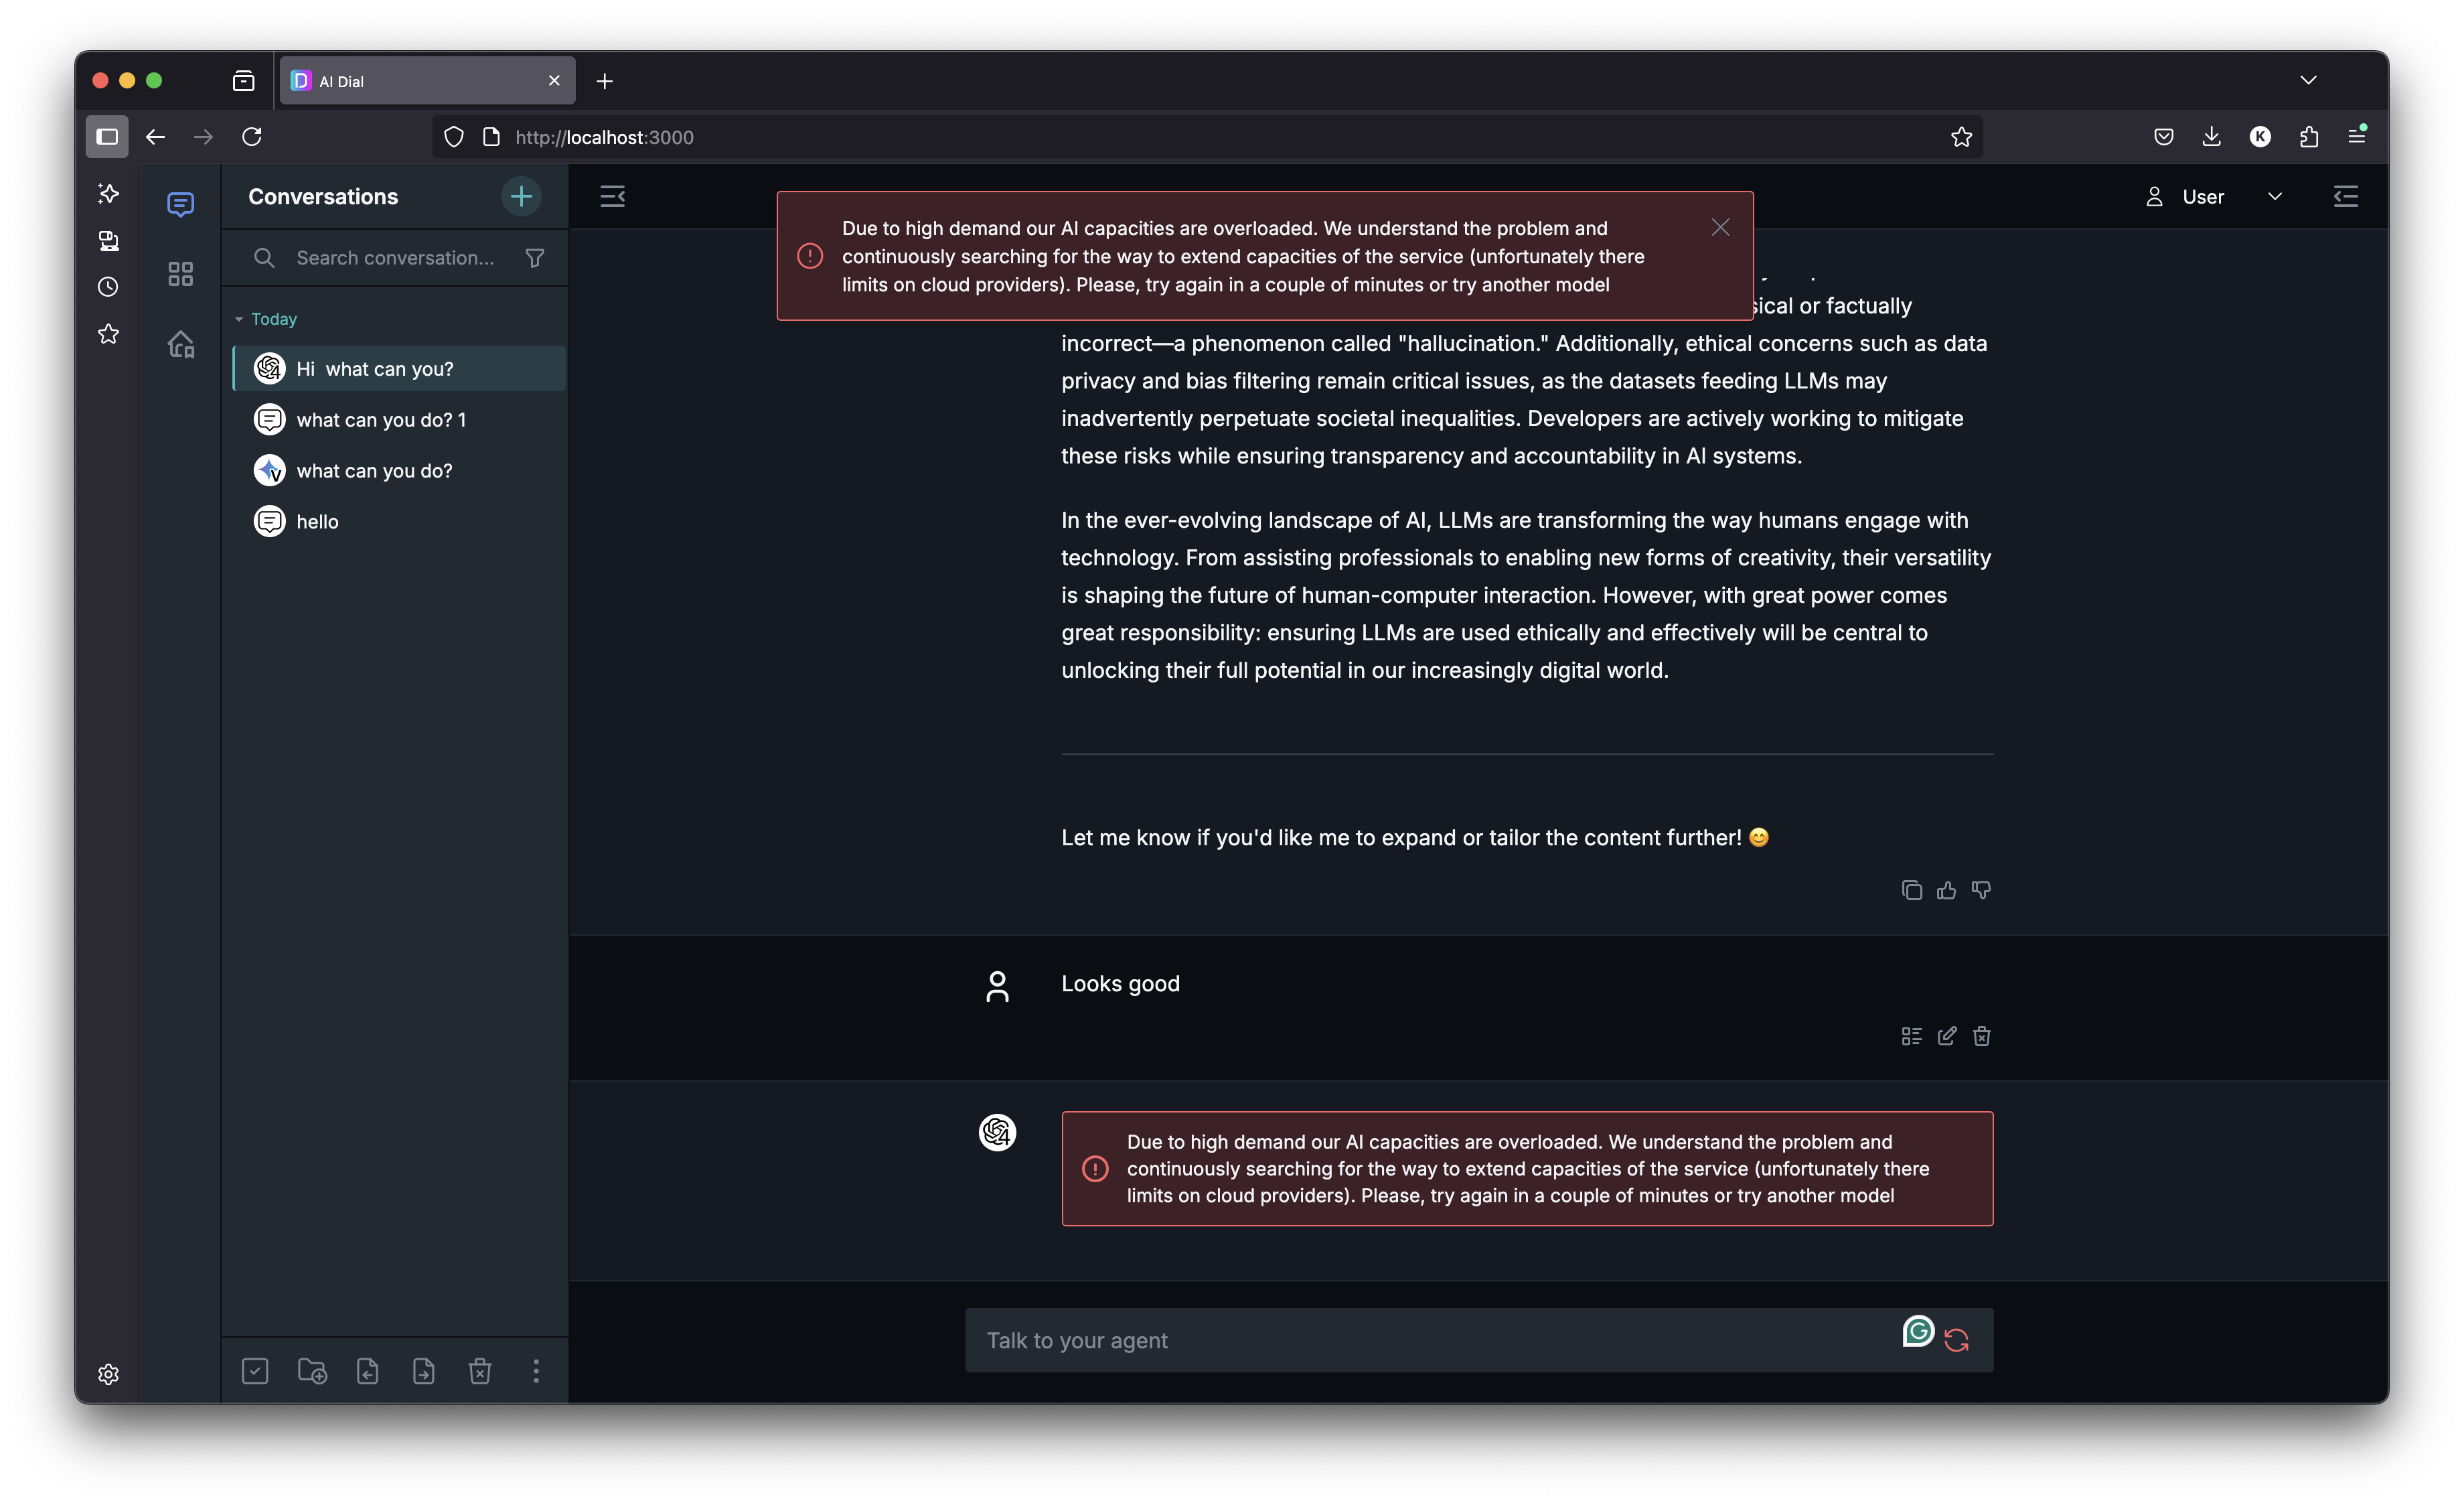 AI Dial
http://localhost:3000
K
Conversations
Search conversation...
Today
Hi  what can you?
what can you do? 1
what can you do?
hello
User
Due to high demand our AI capacities are overloaded. We understand the problem and
continuously searching for the way to extend capacities of the service (unfortunately there
limits on cloud providers). Please, try again in a couple of minutes or try another model
or factually
incorrect—a phenomenon called "hallucination." Additionally, ethical concerns such as data
privacy and bias filtering remain critical issues, as the datasets feeding LLMs may
inadvertently perpetuate societal inequalities. Developers are actively working to mitigate
these risks while ensuring transparency and accountability in AI systems.
In the ever-evolving landscape of AI, LLMs are transforming the way humans engage with
technology. From assisting professionals to enabling new forms of creativity, their versatility
is shaping the future of human-computer interaction. However, with great power comes
great responsibility: ensuring LLMs are used ethically and effectively will be central to
unlocking their full potential in our increasingly digital world.
Let me know if you'd like me to expand or tailor the content further! 😊
Looks good
Due to high demand our AI capacities are overloaded. We understand the problem and
continuously searching for the way to extend capacities of the service (unfortunately there
limits on cloud providers). Please, try again in a couple of minutes or try another model
Talk to your agent